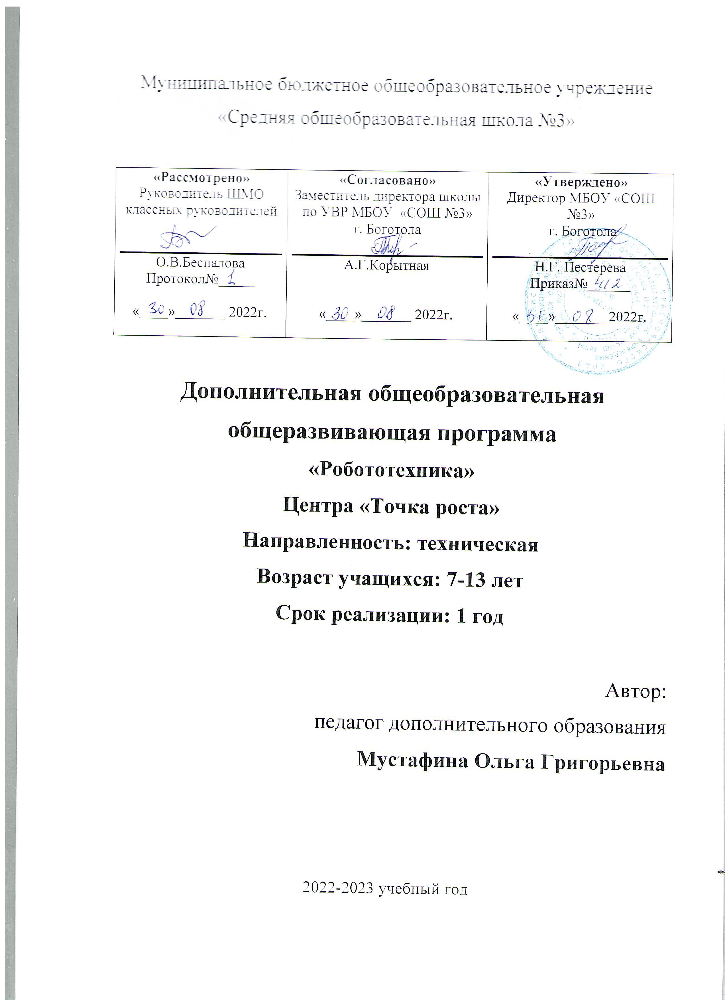 Муниципальное бюджетное общеобразовательное учреждение
«Средняя общеобразовательная школа №3»
«Рассмотрено»
Руководитель ШМО
классных руководителей
О.В.Беспалова
Протокол№ 1
«30» 08 2022г.
«Согласовано»
Заместитель директора школы
по УВР МБОУ «СОШ №3»
г. Боготола
А.Г.Корытная
«30» 08 2022г.
«Утверждено»
Директор МБОУ «СОШ
№3»
г. Боготола
Н.Г. Пестерева
Приказ№ 412
«31» 08 2022г.
Дополнительная общеобразовательная
общеразвивающая программа
«Робототехника»
Центра «Точка роста»
Направленность: техническая
Возраст учащихся: 7-13 лет
Срок реализации: 1 год
Автор:
педагог дополнительного образования
Мустафина Ольга Григорьевна
2022-2023 учебный год